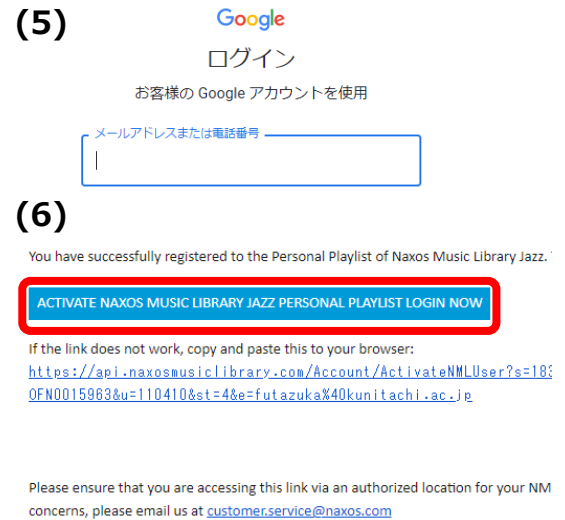 (5)
Google
ログイン
お客様の Google アカウントを使用
メールアドレスまたは電話番号
(6)
You have successfully registered to the Personal Playlist of Naxos Music Library Jazz.
ACTIVATE NAXOS MUSIC LIBRARY JAZZ PERSONAL PLAYLIST LOGIN NOW
If the link does not work, copy and paste this to your browser:
https://api.naxosmusiclibrary.com/Account/ActivateNMLUser?s=183
OFN0015963&u=110410&st=4&e=futazuka%40kunitachi.ac.jp
Please ensure that you are accessing this link via an authorized location for your NM
concerns, please email us at customer.service@naxos.com